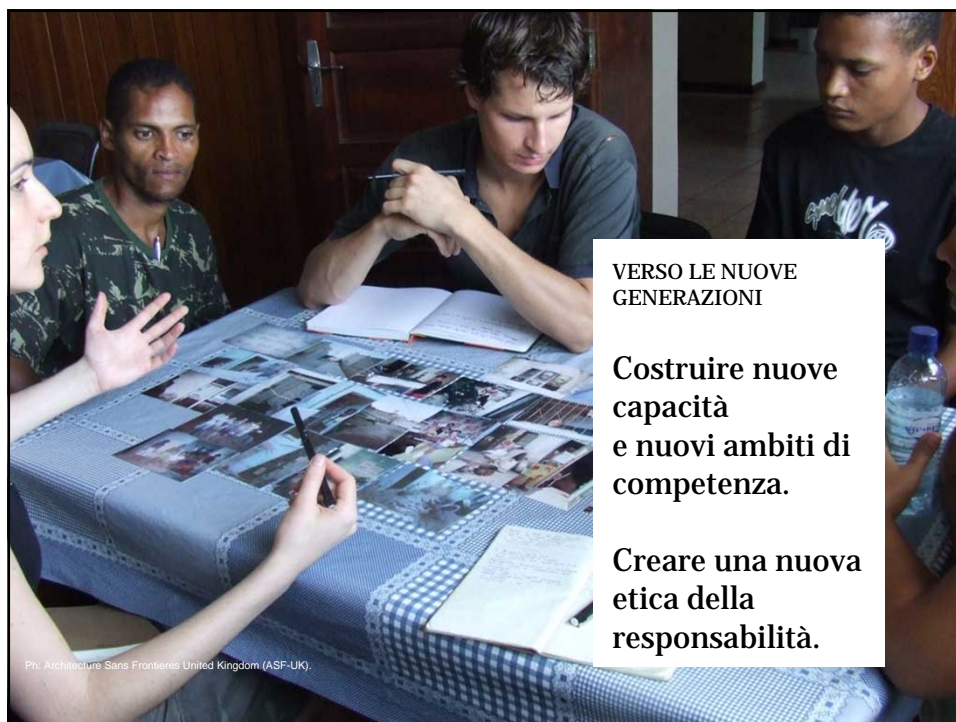 VERSO LE NUOVE
GENERAZIONI
Costruire nuove
capacità
e nuovi ambiti di
competenza.
Creare una nuova
etica della
responsabilità.
Ph: Architecture Sans Frontieres United Kingdom (ASF-UK).